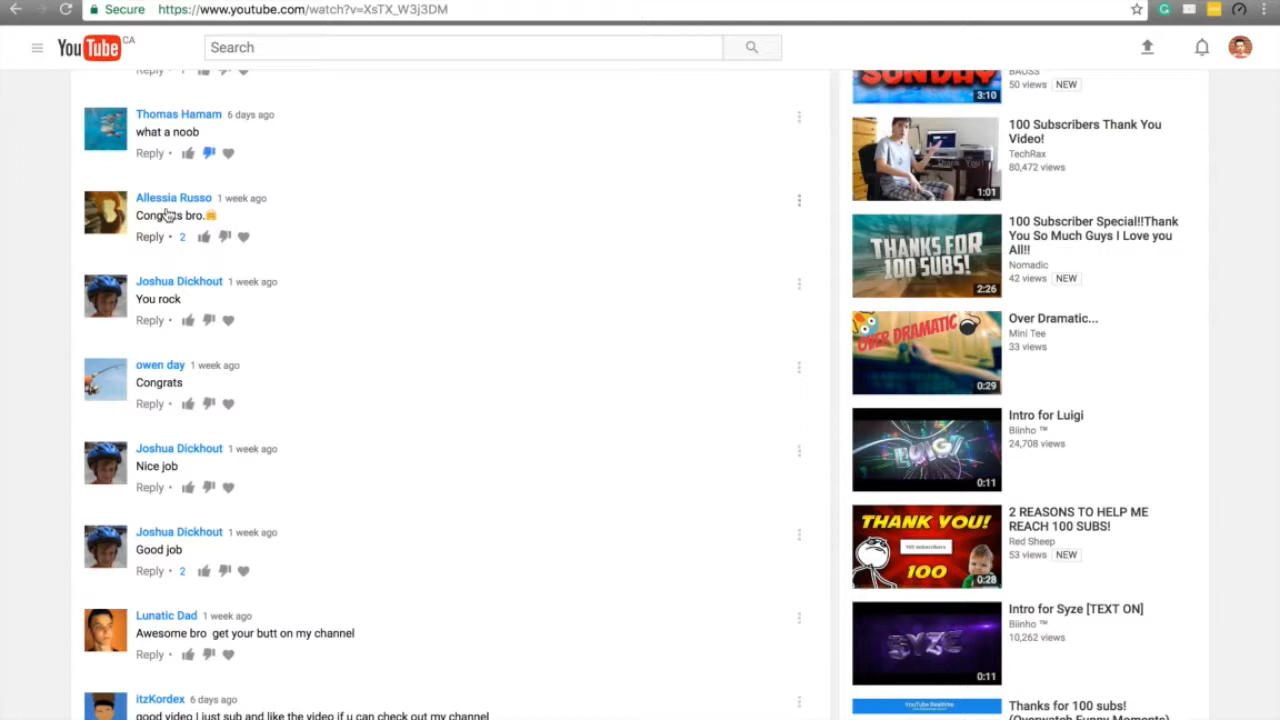 Secure https://www.youtube.com/watch?v=XsTX_W3j3DM
YouTube CA
Search
Reply • 1
Thomas Hamam 6 days ago
what a noob
Reply •
Allessia Russo 1 week ago
Congrats bro.
Reply • 2
Joshua Dickhout 1 week ago
You rock
Reply •
owen day 1 week ago
Congrats
Reply •
Joshua Dickhout 1 week ago
Nice job
Reply •
Joshua Dickhout 1 week ago
Good job
Reply • 2
Lunatic Dad 1 week ago
Awesome bro get your butt on my channel
Reply •
itzKordex 6 days ago
good video I just sub and like the video if u can check out my channel
SUNDAY
3:10
50 views NEW
Thank You!
1:01
100 Subscribers Thank You
Video!
TechRax
80,472 views
THANKS FOR
100 SUBS!
2:26
100 Subscriber Special!!Thank
You So Much Guys I Love you
All!!
Nomadic
42 views NEW
OVER DRAMATIC
0:29
Over Dramatic...
Mini Tee
33 views
LUIGI
0:11
Intro for Luigi
Biinho ™
24,708 views
THANK YOU!
100 subscribers
100
0:28
2 REASONS TO HELP ME
REACH 100 SUBS!
Red Sheep
53 views NEW
SYZE
0:11
Intro for Syze [TEXT ON]
Biinho ™
10,262 views
Thanks for 100 subs!
(Overwatch Funny Moments)